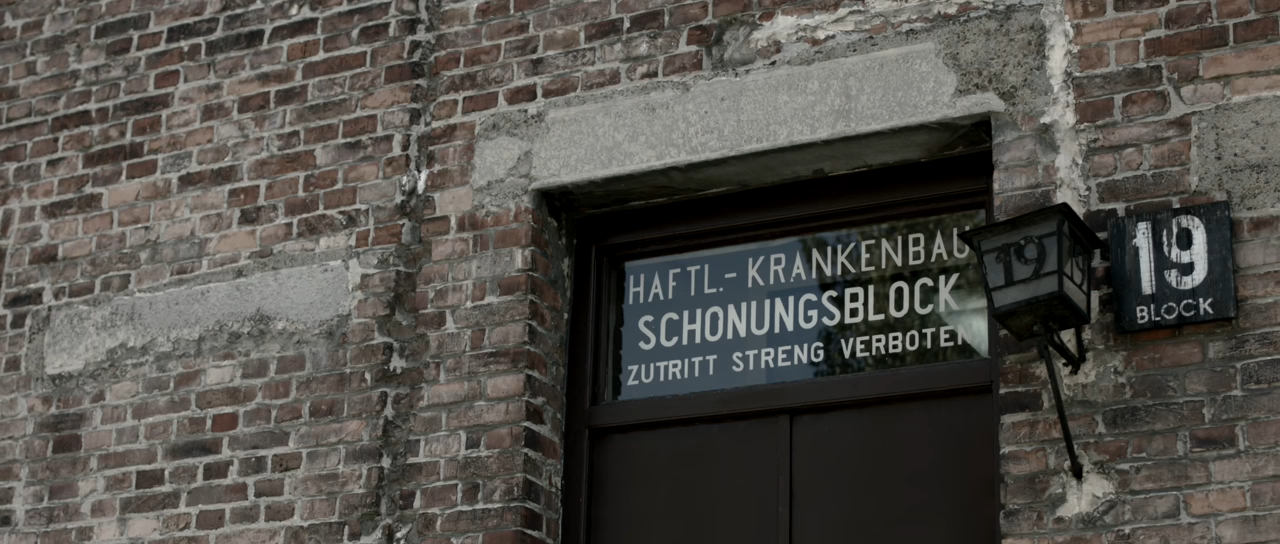 HAFTL.-KRANKENBAU
SCHONUNGSBLOCK
ZUTRITT STRENG VERBOTEN
19
19
BLOCK